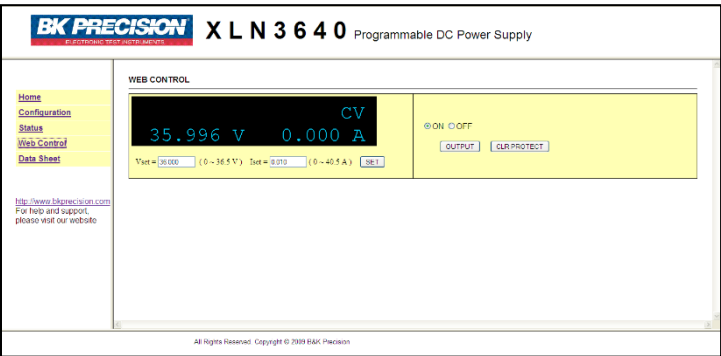 BK PRECISION XLN3640 Programmable DC Power Supply
ELECTRONIC TEST INSTRUMENTS
WEB CONTROL
Home
Configuration
Status
Web Control
Data Sheet
http://www.bkprecision.com
For help and support,
please visit our website
CV
35.996 V 0.000 A
Vset = 36.000 ( 0 ~ 36.5 V ) Iset = 0.010 ( 0 ~ 40.5 A ) SET
ON OFF
OUTPUT CLR PROTECT
All Rights Reserved. Copyright © 2009 B&K Precision